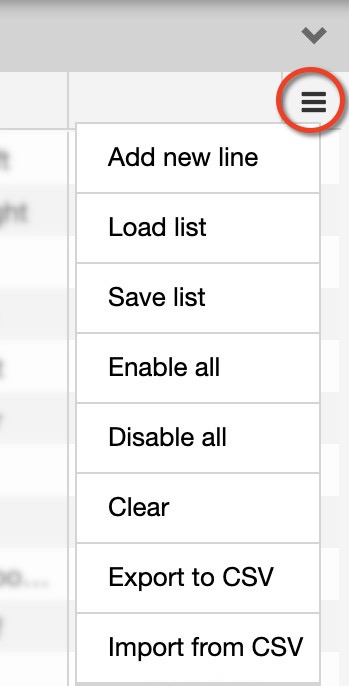 Add new line
Load list
Save list
Enable all
Disable all
Clear
Export to CSV
Import from CSV